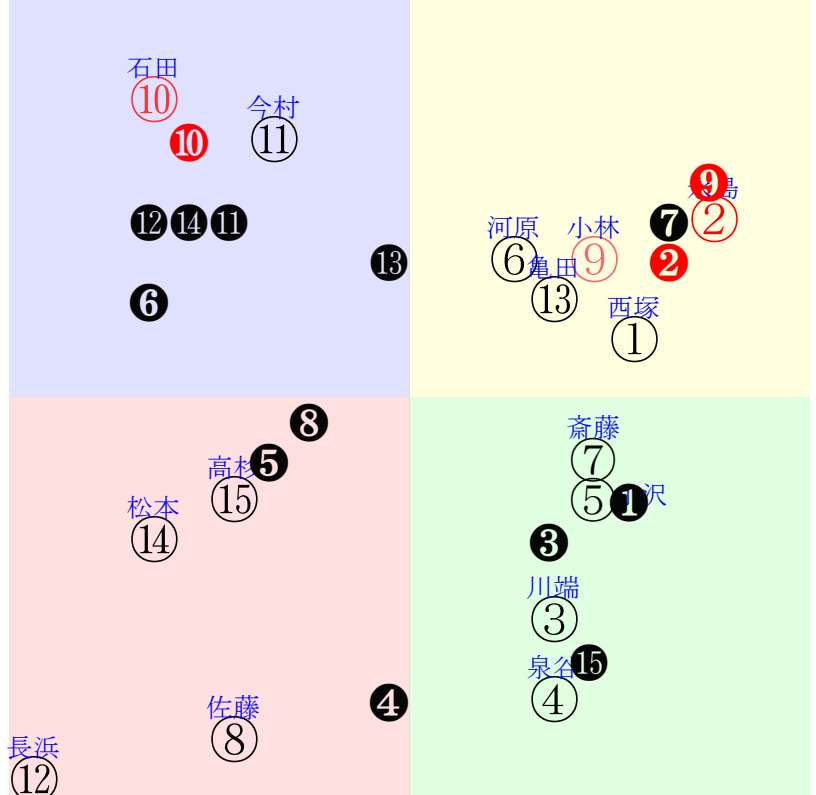 石田
⑩
❿
今村
⑪
⓬⓮⓫
⓭
❻
❾
②
❼
❷
河原
⑥
亀田
⑬
小林
⑨
西塚
①
❽
❺
高杉
⑮
松本
⑭
❹
佐藤
⑧
長浜
⑫
斎藤
⑦
⑤
❶
沢
❸
川端
③
泉谷
⓯
④